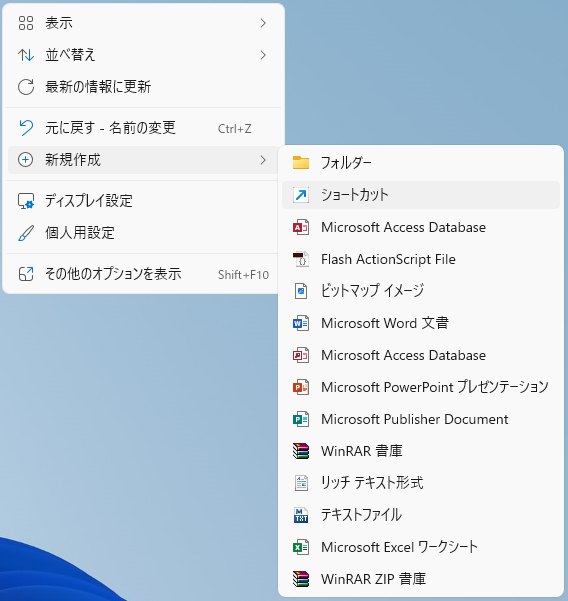 表示
並べ替え
最新の情報に更新
元に戻す - 名前の変更 Ctrl+Z
新規作成
ディスプレイ設定
個人用設定
その他のオプションを表示 Shift+F10
フォルダー
ショートカット
Microsoft Access Database
Flash ActionScript File
ビットマップ イメージ
Microsoft Word 文書
Microsoft Access Database
Microsoft PowerPoint プレゼンテーション
Microsoft Publisher Document
WinRAR 書庫
リッチ テキスト形式
テキストファイル
Microsoft Excel ワークシート
WinRAR ZIP 書庫